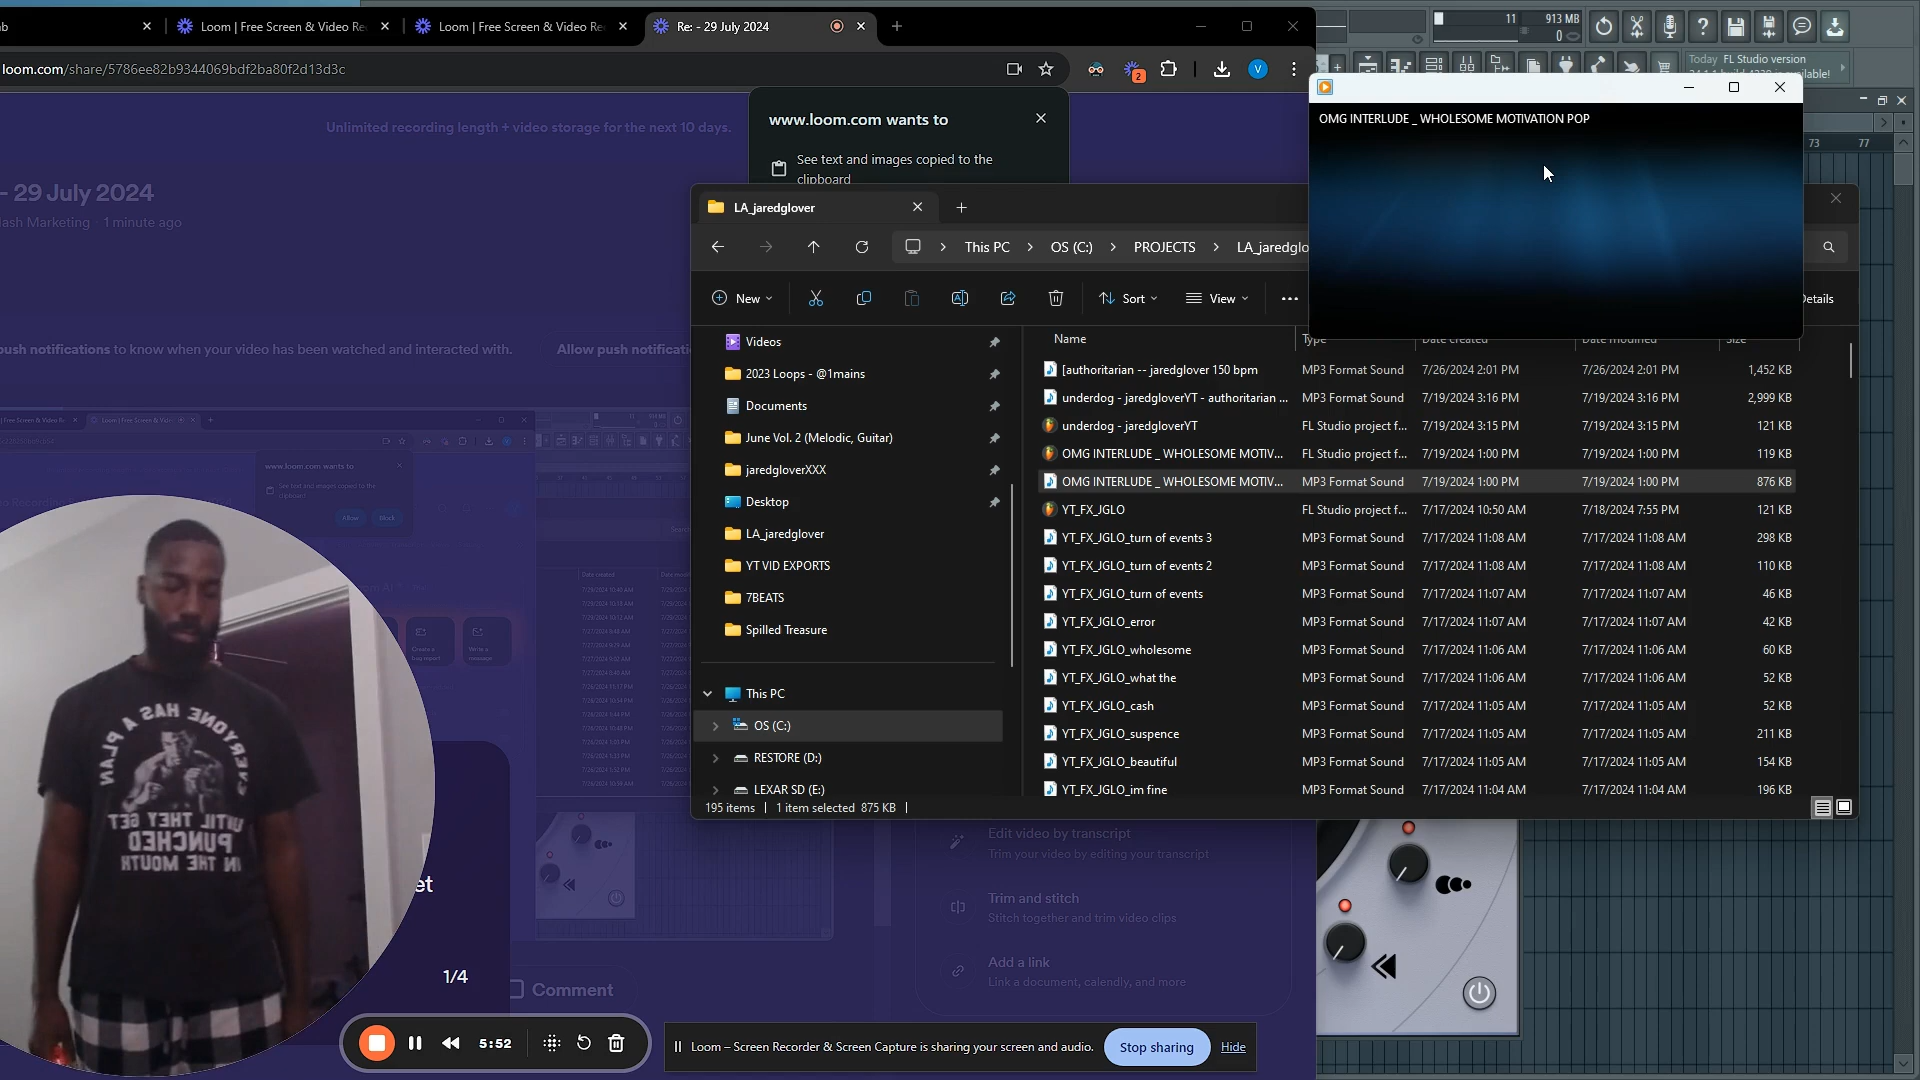 Loom | Free Screen & Video Re
Loom | Free Screen & Video Re
Re: - 29 July 2024
loom.com/share/5786ee82b9344069bdf2ba80f2d13d3c
2
V
11
913 MB
0
Today FL Studio version
available!
73
77
Unlimited recording length + video storage for the next 10 days.
- 29 July 2024
Marketing · 1 minute ago
push notifications to know when your video has been watched and interacted with.
Allow push notificati
www.loom.com wants to
See text and images copied to the
clipboard
OMG INTERLUDE _ WHOLESOME MOTIVATION POP
LA_jaredglover
This PC
OS (C:)
PROJECTS
LA_jaredglo
New
Sort
View
Details
Videos
2023 Loops - @1mains
Documents
June Vol. 2 (Melodic, Guitar)
jaredgloverXXX
Desktop
LA_jaredglover
YT VID EXPORTS
7BEATS
Spilled Treasure
This PC
OS (C:)
RESTORE (D:)
LEXAR SD (E:)
Name
Type
Date created
Date modified
Size
[authoritarian -- jaredglover 150 bpm MP3 Format Sound 7/26/2024 2:01 PM 7/26/2024 2:01 PM 1,452 KB
underdog - jaredgloverYT - authoritarian ... MP3 Format Sound 7/19/2024 3:16 PM 7/19/2024 3:16 PM 2,999 KB
underdog - jaredgloverYT FL Studio project f... 7/19/2024 3:15 PM 7/19/2024 3:15 PM 121 KB
OMG INTERLUDE _ WHOLESOME MOTIV... FL Studio project f... 7/19/2024 1:00 PM 7/19/2024 1:00 PM 119 KB
OMG INTERLUDE _ WHOLESOME MOTIV... MP3 Format Sound 7/19/2024 1:00 PM 7/19/2024 1:00 PM 876 KB
YT_FX_JGLO FL Studio project f... 7/17/2024 10:50 AM 7/18/2024 7:55 PM 121 KB
YT_FX_JGLO_turn of events 3 MP3 Format Sound 7/17/2024 11:08 AM 7/17/2024 11:08 AM 298 KB
YT_FX_JGLO_turn of events 2 MP3 Format Sound 7/17/2024 11:08 AM 7/17/2024 11:08 AM 110 KB
YT_FX_JGLO_turn of events MP3 Format Sound 7/17/2024 11:07 AM 7/17/2024 11:07 AM 46 KB
YT_FX_JGLO_error MP3 Format Sound 7/17/2024 11:07 AM 7/17/2024 11:07 AM 42 KB
YT_FX_JGLO_wholesome MP3 Format Sound 7/17/2024 11:06 AM 7/17/2024 11:06 AM 60 KB
YT_FX_JGLO_what the MP3 Format Sound 7/17/2024 11:06 AM 7/17/2024 11:06 AM 52 KB
YT_FX_JGLO_cash MP3 Format Sound 7/17/2024 11:05 AM 7/17/2024 11:05 AM 52 KB
YT_FX_JGLO_suspence MP3 Format Sound 7/17/2024 11:05 AM 7/17/2024 11:05 AM 211 KB
YT_FX_JGLO_beautiful MP3 Format Sound 7/17/2024 11:05 AM 7/17/2024 11:05 AM 154 KB
YT_FX_JGLO_im fine MP3 Format Sound 7/17/2024 11:04 AM 7/17/2024 11:04 AM 196 KB
195 items
1 item selected 875 KB
EVERYONE HAS A PLAN
UNTIL THEY GET
PUNCHED
IN THE MOUTH
et
1/4
Comment
Edit video by transcript
Trim your video by editing your transcript
Trim and stitch
Stitch together and trim video clips
Add a link
Link a document, calendly, and more
5:52
Loom – Screen Recorder & Screen Capture is sharing your screen and audio.
Stop sharing
Hide